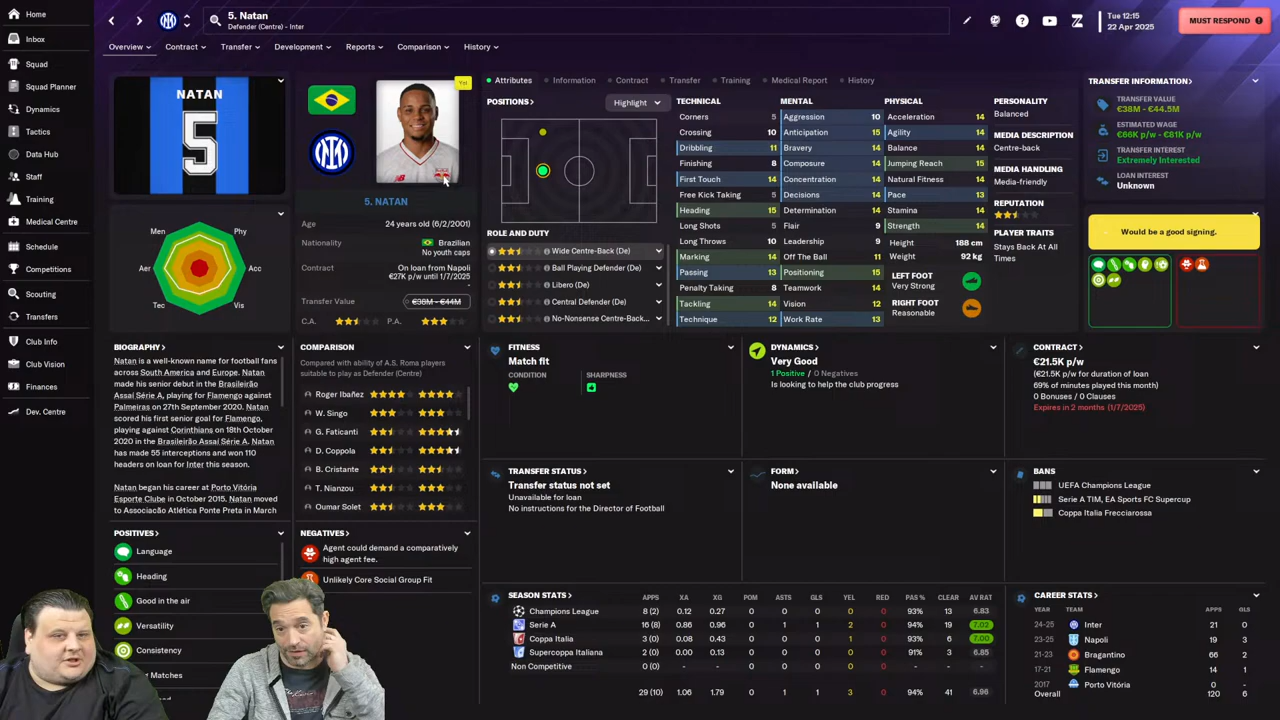 Home
Inbox
Squad
Squad Planner
Dynamics
Tactics
Data Hub
Staff
Training
Medical Centre
Schedule
Competitions
Scouting
Transfers
Club Info
Club Vision
Finances
Dev. Centre
5. Natan
Defender (Centre) - Inter
Tue 12:15
22 Apr 2025
MUST RESPOND
Overview
Contract
Transfer
Development
Reports
Comparison
History
NATAN
5
Men
Phy
Aer
Acc
Tec
Vis
5. NATAN
Age 24 years old (6/2/2001)
Nationality Brazilian
No youth caps
Contract On loan from Napoli
€27K p/w until 1/7/2025
-
Transfer Value €38M - €44M
C.A.
P.A.
Attributes
Information
Contract
Transfer
Training
Medical Report
History
POSITIONS
Highlight
ROLE AND DUTY
Wide Centre-Back (De)
Ball Playing Defender (De)
Libero (De)
Central Defender (De)
No-Nonsense Centre-Back...
TECHNICAL
Corners 5
Crossing 10
Dribbling 11
Finishing 8
First Touch 14
Free Kick Taking 5
Heading 15
Long Shots 5
Long Throws 10
Marking 14
Passing 13
Penalty Taking 8
Tackling 14
Technique 12
MENTAL
Aggression 10
Anticipation 15
Bravery 14
Composure 14
Concentration 14
Decisions 14
Determination 14
Flair 9
Leadership 9
Off The Ball 11
Positioning 15
Teamwork 14
Vision 12
Work Rate 13
PHYSICAL
Acceleration 14
Agility 14
Balance 14
Jumping Reach 15
Natural Fitness 14
Pace 13
Stamina 14
Strength 14
Height 188 cm
Weight 92 kg
LEFT FOOT
Very Strong
RIGHT FOOT
Reasonable
PERSONALITY
Balanced
MEDIA DESCRIPTION
Centre-back
MEDIA HANDLING
Media-friendly
REPUTATION
PLAYER TRAITS
Stays Back At All
Times
TRANSFER INFORMATION
TRANSFER VALUE
€38M - €44.5M
ESTIMATED WAGE
€66K p/w - €81K p/w
TRANSFER INTEREST
Extremely Interested
LOAN INTEREST
Unknown
Would be a good signing.
BIOGRAPHY
Natan is a well-known name for football fans
across South America and Europe. Natan
made his senior debut in the Brasileirão
Assaí Série A, playing for Flamengo against
Palmeiras on 27th September 2020. Natan
scored his first senior goal for Flamengo,
playing against Corinthians on 18th October
2020 in the Brasileirão Assaí Série A. Natan
has made 55 interceptions and won 110
headers on loan for Inter this season.
Natan began his career at Porto Vitória
Esporte Clube in October 2015. Natan moved
to Associacão Atlética Ponte Preta in March
COMPARISON
Compared with ability of A.S. Roma players
suitable to play as Defender (Centre)
Roger Ibañez
W. Singo
G. Faticanti
D. Coppola
B. Cristante
T. Nianzou
Oumar Solet
POSITIVES
Language
Heading
Good in the air
Versatility
Consistency
Matches
NEGATIVES
Agent could demand a comparatively
high agent fee.
Unlikely Core Social Group Fit
FITNESS
Match fit
CONDITION
SHARPNESS
DYNAMICS
Very Good
1 Positive / 0 Negatives
Is looking to help the club progress
CONTRACT
€21.5K p/w
(€21.5K p/w for duration of loan
69% of minutes played this month)
0 Bonuses / 0 Clauses
Expires in 2 months (1/7/2025)
TRANSFER STATUS
Transfer status not set
Unavailable for loan
No instructions for the Director of Football
FORM
None available
BANS
UEFA Champions League
Serie A TIM, EA Sports FC Supercup
Coppa Italia Frecciarossa
SEASON STATS APPS XA XG POM ASTS GLS YEL RED PAS % CLEAR AV RAT
Champions League 8 (2) 0.12 0.27 0 0 0 0 0 93% 13 6.83
Serie A 16 (8) 0.86 0.96 0 1 1 2 0 94% 19 7.02
Coppa Italia 3 (0) 0.08 0.43 0 0 0 1 0 93% 6 7.00
Supercoppa Italiana 2 (0) 0.00 0.13 0 0 0 0 0 91% 3 6.85
Non Competitive 0 (0) - - - - - - - - - -
29 (10) 1.06 1.79 0 1 1 3 0 94% 41 6.96
CAREER STATS
YEAR TEAM APPS GLS
24-25 Inter 21 0
23-25 Napoli 19 3
21-23 Bragantino 66 2
17-21 Flamengo 14 1
2017 Porto Vitória 0 -
Overall 120 6